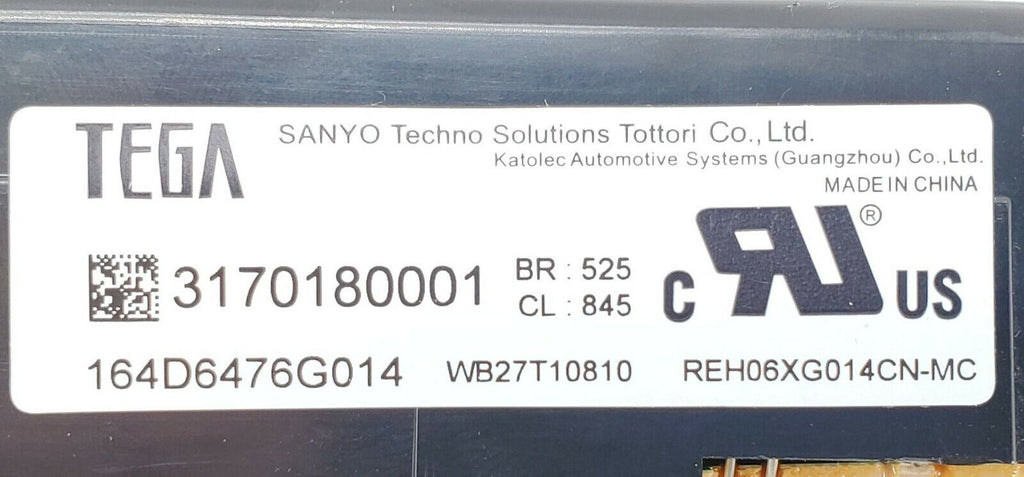 TEGA
SANYO Techno Solutions Tottori Co.,Ltd.
Katolec Automotive Systems (Guangzhou) Co.,Ltd.
MADE IN CHINA
3170180001
BR : 525
CL : 845
C RU® US
164D6476G014 WB27T10810 REH06XG014CN-MC